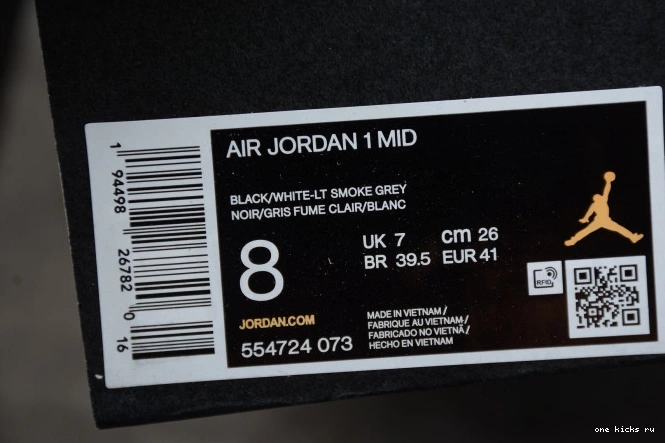 AIR JORDAN 1 MID
BLACK/WHITE-LT SMOKE GREY
NOIR/GRIS FUME CLAIR/BLANC
8
UK 7 cm 26
BR 39.5 EUR 41
JORDAN.COM
554724 073
MADE IN VIETNAM /
FABRIQUE AU VIETNAM /
FABRICADO NO VIETNÃ /
HECHO EN VIETNAM
RFID
1 94498 26782 0 16
one kicks ru